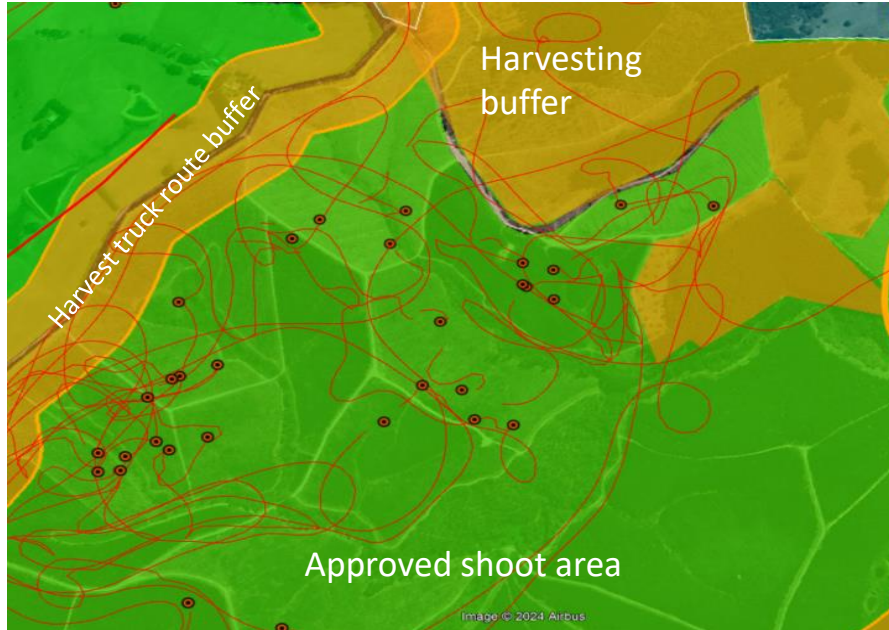 Harvesting
buffer
Harvest truck route buffer
Approved shoot area
Image © 2024 Airbus